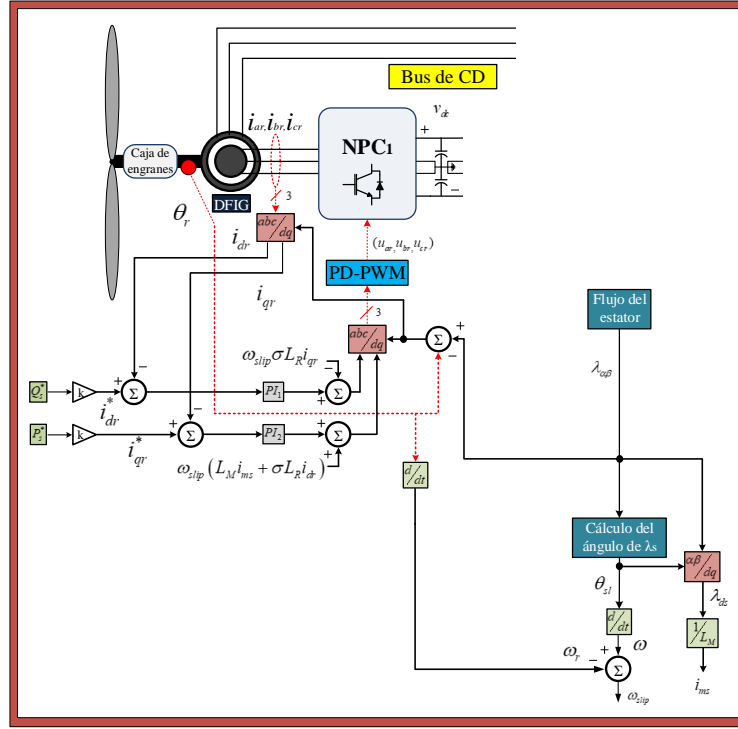 Bus de CD
i_ar,i_br,i_cr
v_dc
+
NPC1
Caja de
engranes
−
DFIG
3
θ_r
abc/dq
i_dr
(u_ar,u_br,u_cr)
PD-PWM
i_qr
Flujo del
estator
3
abc/dq
Σ
+
−
λ_αβ
ω_slip σL_R i_qr
−
−
Q_s*
k
+
Σ
PI_1
+
Σ
i_dr*
−
P_s*
k
+
Σ
PI_2
+
Σ
i_qr*
+
ω_slip (L_M i_ms + σL_R i_dr)
d/dt
Cálculo del
ángulo de λs
αβ/dq
θ_sl
λ_ds
d/dt
1/L_M
ω_r
+
ω
−
Σ
i_ms
ω_slip